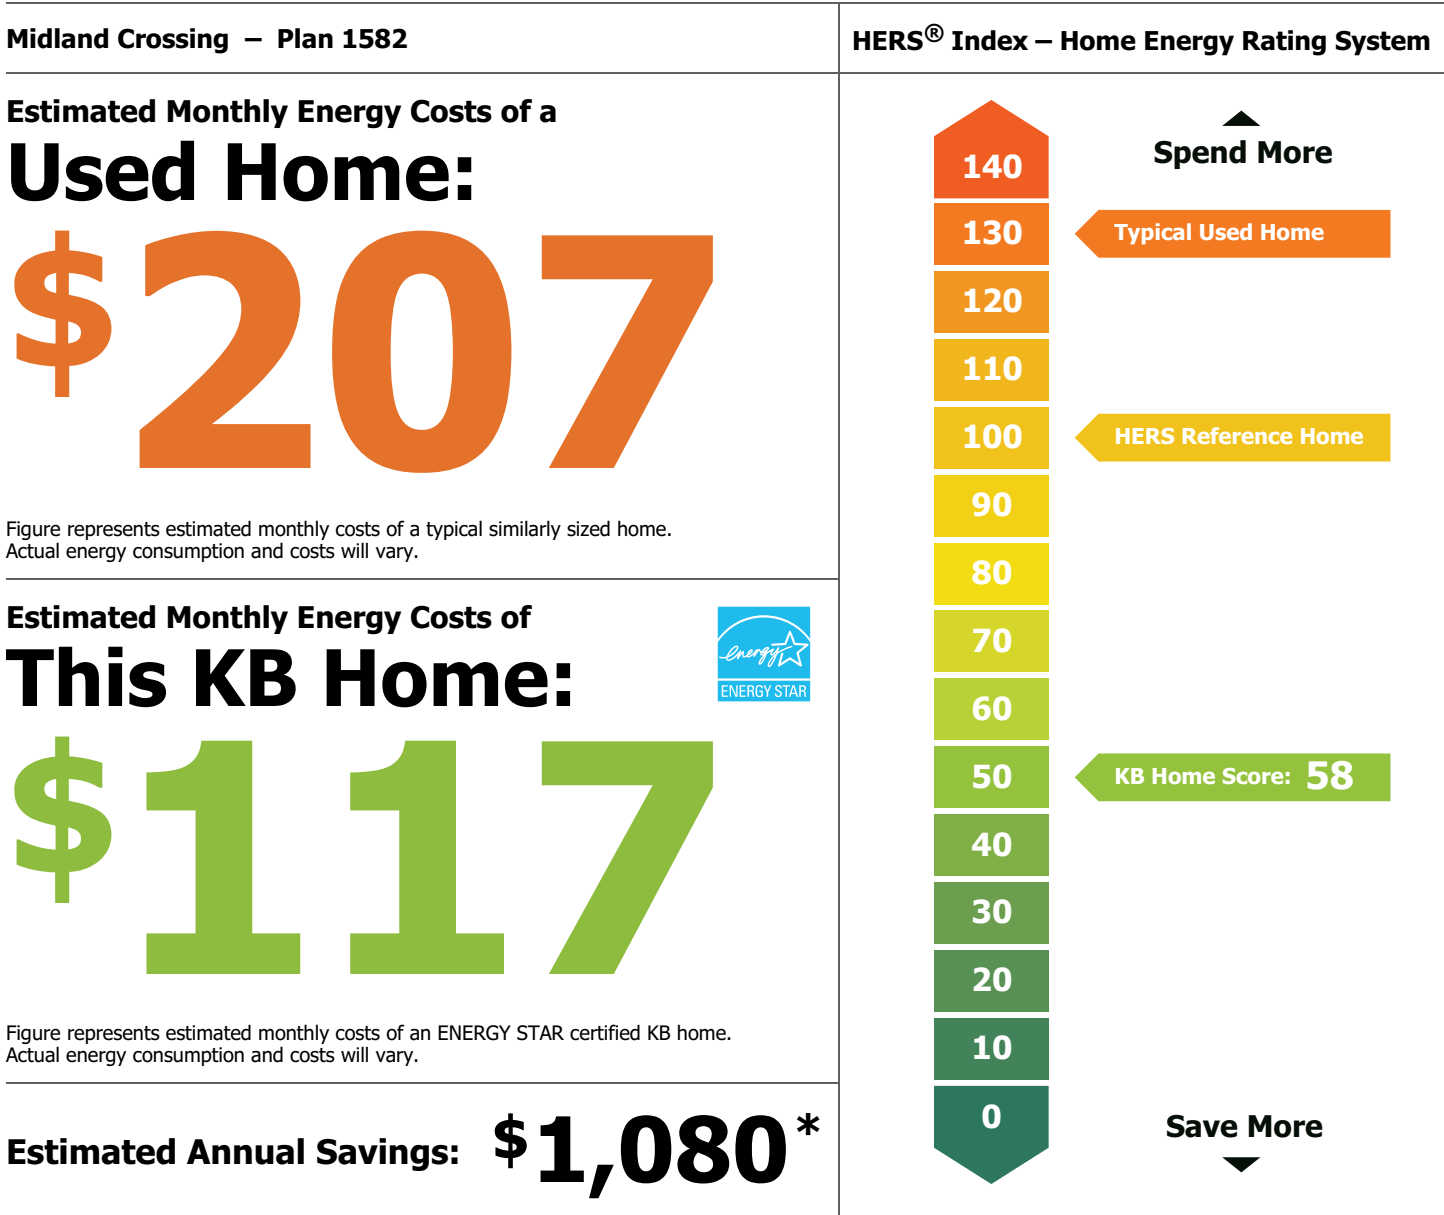 Midland Crossing – Plan 1582
Estimated Monthly Energy Costs of a
Used Home:
$207
Figure represents estimated monthly costs of a typical similarly sized home.
Actual energy consumption and costs will vary.
Estimated Monthly Energy Costs of
This KB Home:
energy
ENERGY STAR
$117
Figure represents estimated monthly costs of an ENERGY STAR certified KB home.
Actual energy consumption and costs will vary.
Estimated Annual Savings: $1,080*
HERS® Index – Home Energy Rating System
Spend More
140
130 Typical Used Home
120
110
100 HERS Reference Home
90
80
70
60
50 KB Home Score: 58
40
30
20
10
0
Save More